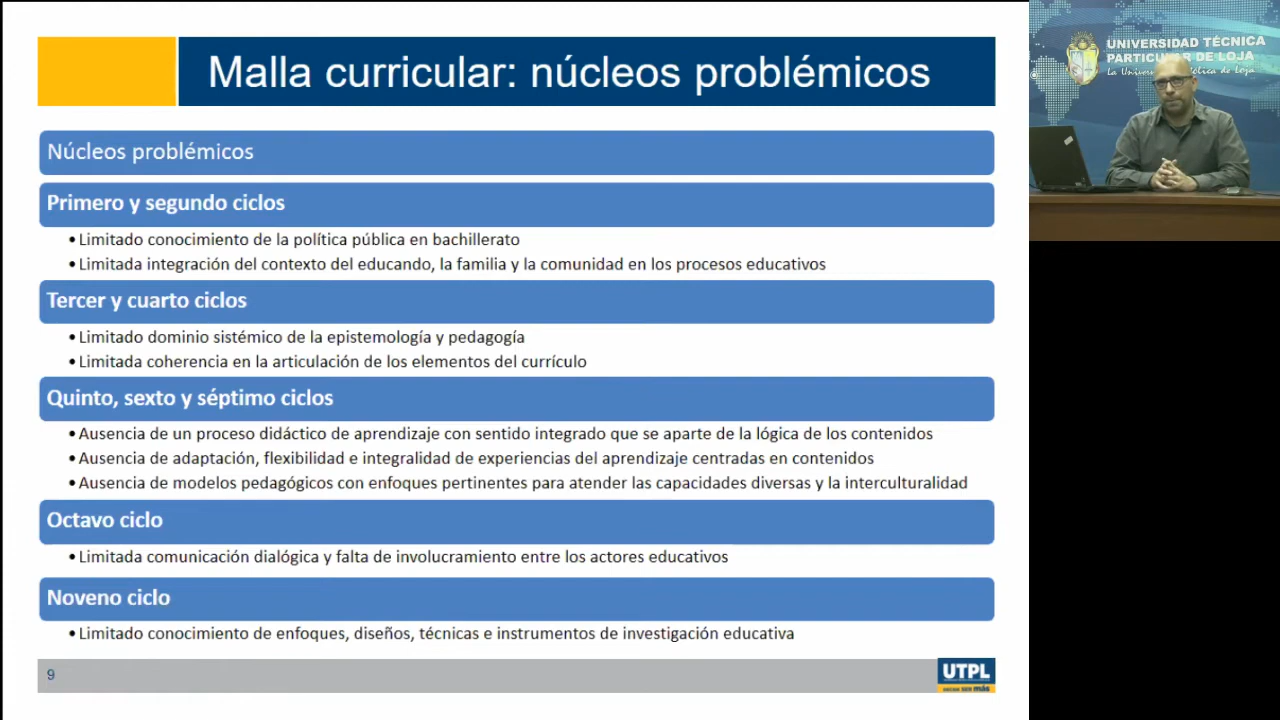 Malla curricular: núcleos problémicos
Núcleos problémicos
Primero y segundo ciclos
•Limitado conocimiento de la política pública en bachillerato
•Limitada integración del contexto del educando, la familia y la comunidad en los procesos educativos
Tercer y cuarto ciclos
•Limitado dominio sistémico de la epistemología y pedagogía
•Limitada coherencia en la articulación de los elementos del currículo
Quinto, sexto y séptimo ciclos
•Ausencia de un proceso didáctico de aprendizaje con sentido integrado que se aparte de la lógica de los contenidos
•Ausencia de adaptación, flexibilidad e integralidad de experiencias del aprendizaje centradas en contenidos
•Ausencia de modelos pedagógicos con enfoques pertinentes para atender las capacidades diversas y la interculturalidad
Octavo ciclo
•Limitada comunicación dialógica y falta de involucramiento entre los actores educativos
Noveno ciclo
•Limitado conocimiento de enfoques, diseños, técnicas e instrumentos de investigación educativa
9
UTPL
UNIVERSIDAD TÉCNICA
PARTICULAR DE LOJA
La de Loja